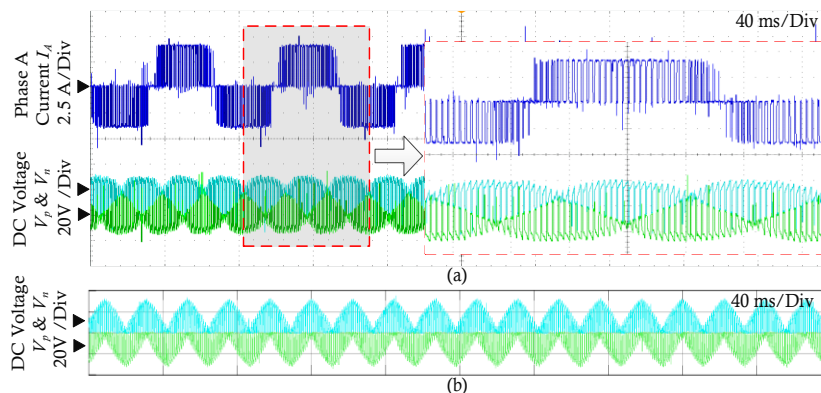 40 ms/Div
Phase A
Current I_A
2.5 A/Div
DC Voltage
V_p & V_n
20V /Div
(a)
40 ms/Div
DC Voltage
V_p & V_n
20V /Div
(b)